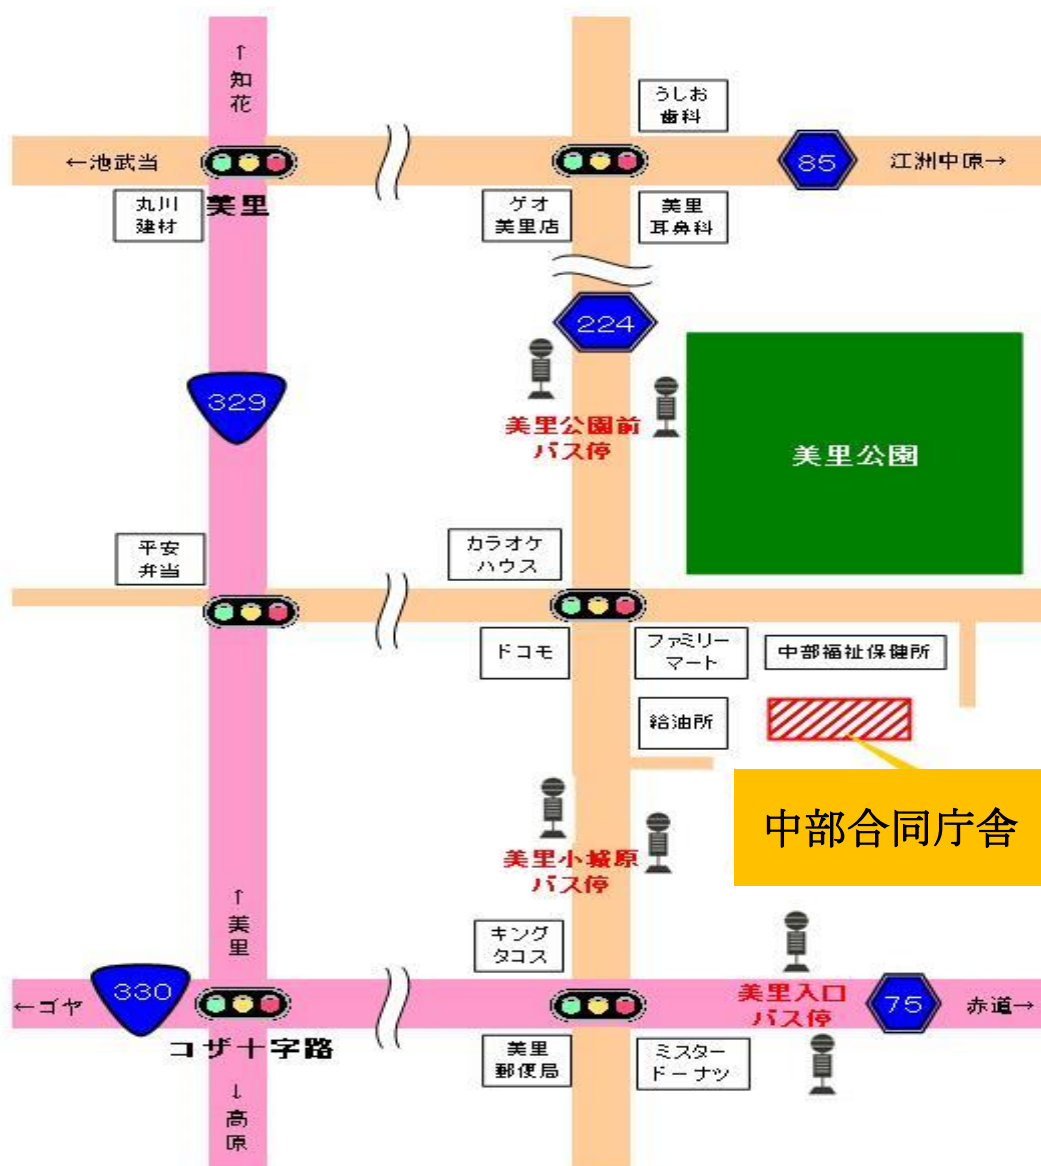 ↑
知
花
うしお
歯科
←池武当
85
江洲中原→
丸川
建材
美里
ゲオ
美里店
美里
耳鼻科
224
329
美里公園前
バス停
美里公園
平安
弁当
カラオケ
ハウス
ドコモ
ファミリー
マート
中部福祉保健所
給油所
中部合同庁舎
美里小城原
バス停
↑
美
里
キング
タコス
←ゴヤ
330
美里入口
バス停
75
赤道→
コザ十字路
美里
郵便局
ミスター
ドーナツ
↓
高
原